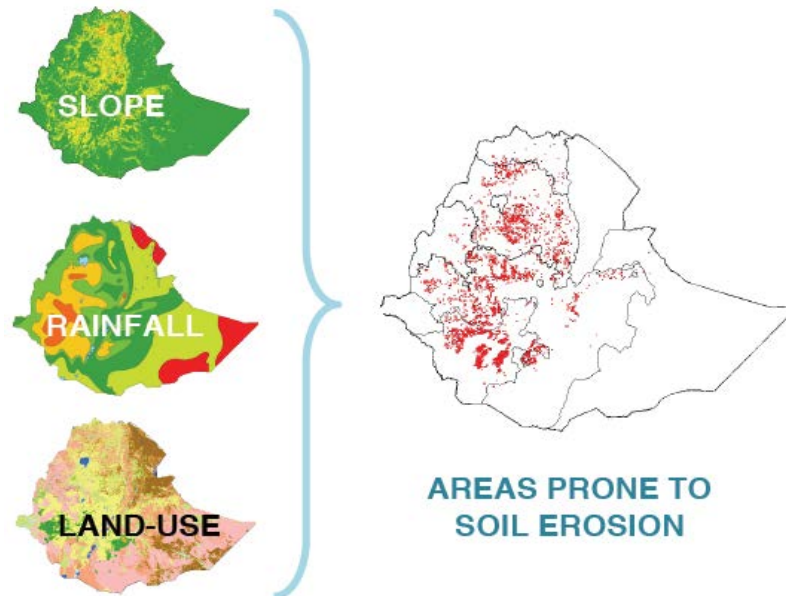 SLOPE
RAINFALL
LAND-USE
AREAS PRONE TO
SOIL EROSION